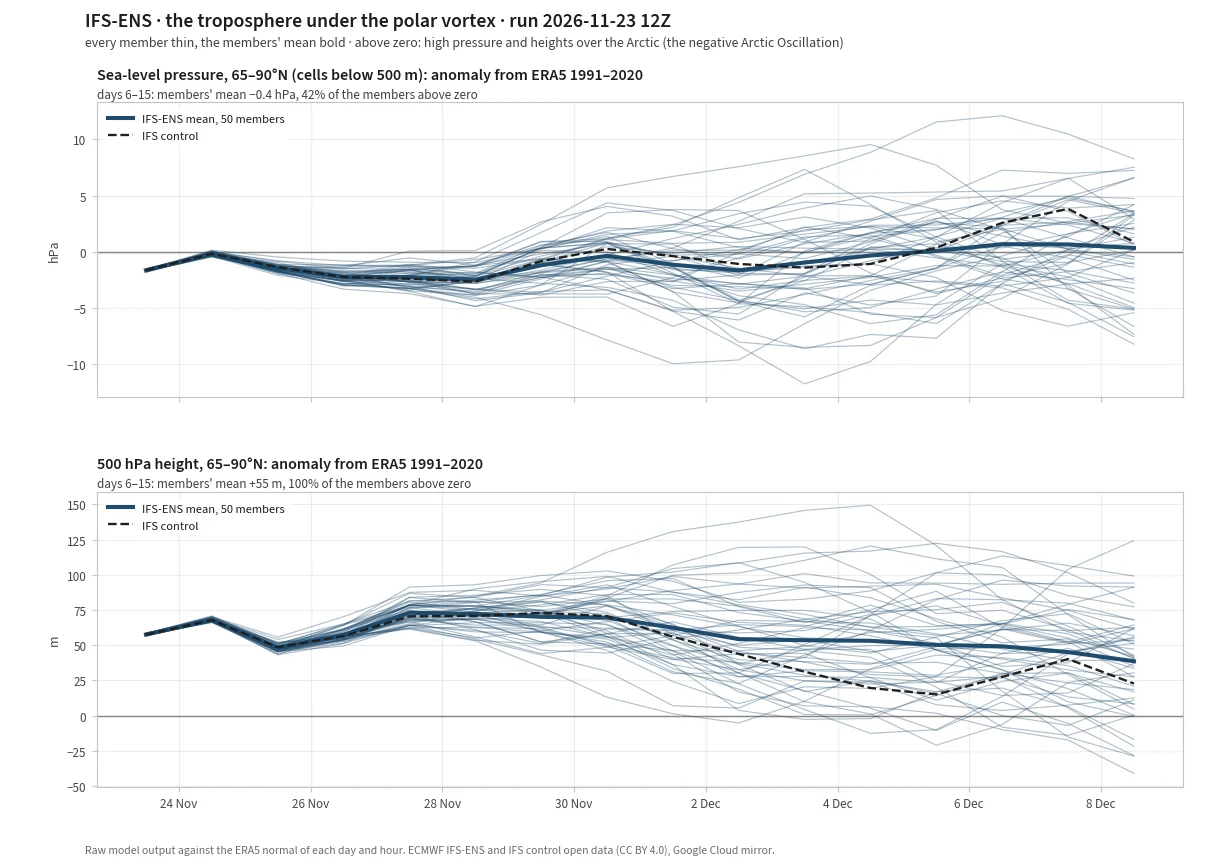 IFS-ENS · the troposphere under the polar vortex · run 2026-11-23 12Z
every member thin, the members' mean bold · above zero: high pressure and heights over the Arctic (the negative Arctic Oscillation)
Sea-level pressure, 65–90°N (cells below 500 m): anomaly from ERA5 1991–2020
days 6–15: members' mean −0.4 hPa, 42% of the members above zero
IFS-ENS mean, 50 members
IFS control
10
5
0
−5
−10
hPa
500 hPa height, 65–90°N: anomaly from ERA5 1991–2020
days 6–15: members' mean +55 m, 100% of the members above zero
IFS-ENS mean, 50 members
IFS control
150
125
100
75
50
25
0
−25
−50
m
24 Nov 26 Nov 28 Nov 30 Nov 2 Dec 4 Dec 6 Dec 8 Dec
Raw model output against the ERA5 normal of each day and hour. ECMWF IFS-ENS and IFS control open data (CC BY 4.0), Google Cloud mirror.